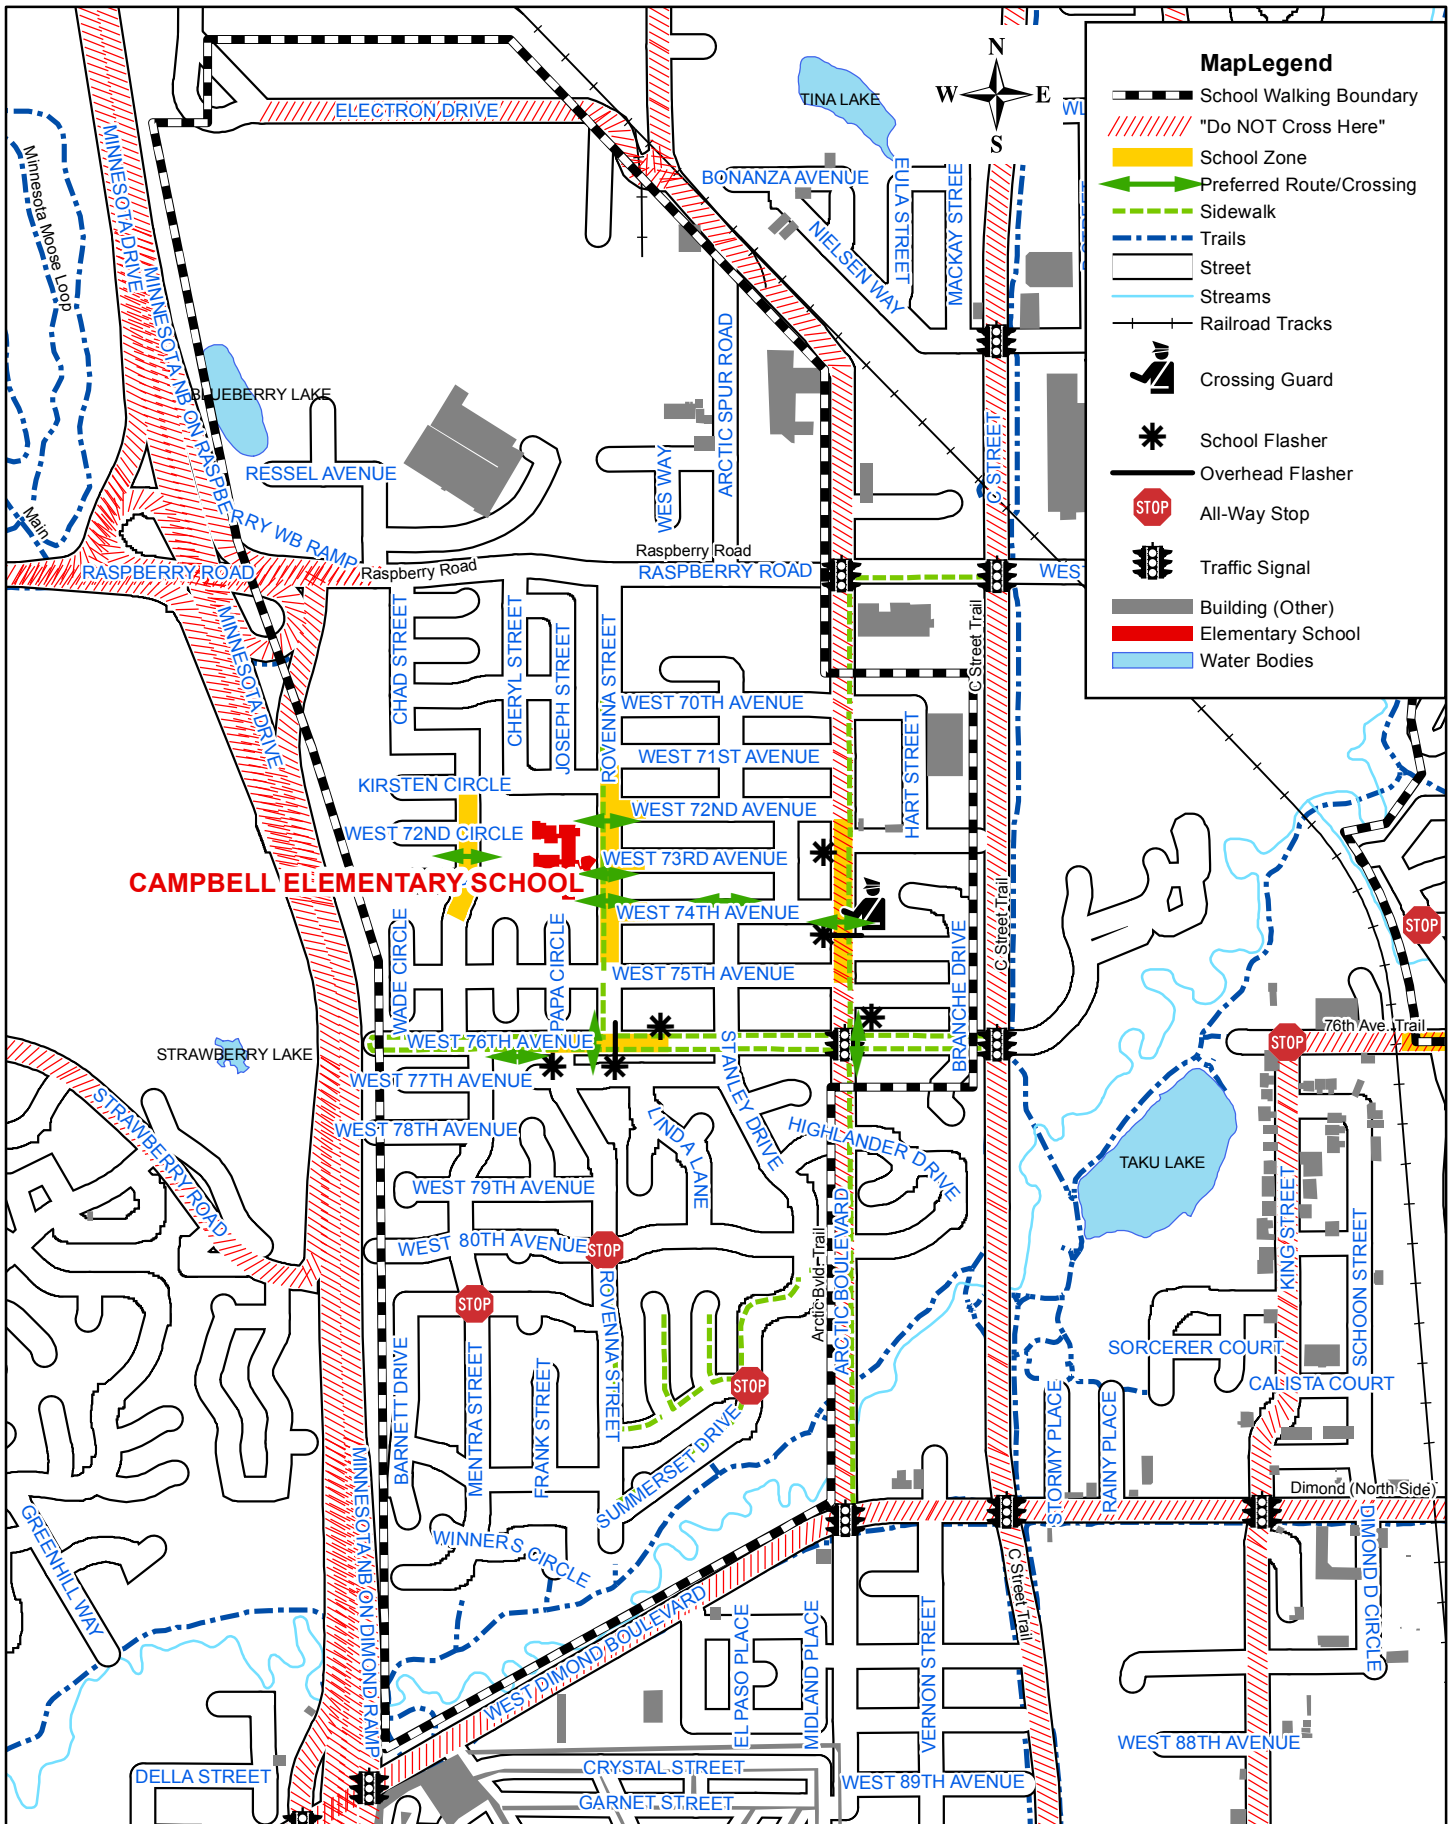 N
W
E
S
MapLegend
School Walking Boundary
"Do NOT Cross Here"
School Zone
Preferred Route/Crossing
Sidewalk
Trails
Street
Streams
Railroad Tracks
Crossing Guard
School Flasher
Overhead Flasher
STOP
All-Way Stop
Traffic Signal
Building (Other)
Elementary School
Water Bodies
ELECTRON DRIVE
TINA LAKE
MINNESOTA DRIVE
Minnesota Moose Loop
BONANZA AVENUE
EULA STREET
MACKAY STREE
NIELSEN WAY
MINNESOTA NB ON RASPBERRY WB RAMP
BLUEBERRY LAKE
ARCTIC SPUR ROAD
RESSEL AVENUE
WES WAY
C STREET
Main
Raspberry Road
RASPBERRY ROAD
Raspberry Road
RASPBERRY ROAD
WEST
CHAD STREET
CHERYL STREET
JOSEPH STREET
ROVENNA STREET
C Street Trail
MINNESOTA DRIVE
WEST 70TH AVENUE
WEST 71ST AVENUE
HART STREET
KIRSTEN CIRCLE
WEST 72ND AVENUE
WEST 72ND CIRCLE
WEST 73RD AVENUE
CAMPBELL ELEMENTARY SCHOOL
WEST 74TH AVENUE
STOP
WADE CIRCLE
PAPA CIRCLE
BRANCHE DRIVE
C Street Trail
WEST 75TH AVENUE
76th Ave. Trail
WEST 76TH AVENUE
STOP
STRAWBERRY LAKE
STANLEY DRIVE
WEST 77TH AVENUE
STRAWBERRY ROAD
LINDA LANE
WEST 78TH AVENUE
HIGHLANDER DRIVE
TAKU LAKE
WEST 79TH AVENUE
KING STREET
SCHOON STREET
WEST 80TH AVENUE
STOP
ARCTIC BOULEVARD
Arctic Bvld. Trail
STOP
ROVENNA STREET
SORCERER COURT
CALISTA COURT
STOP
BARNETT DRIVE
MENTRA STREET
FRANK STREET
SUMMERSET DRIVE
STORMY PLACE
RAINY PLACE
Dimond (North Side)
MINNESOTA NB ON DIMOND RAMP
GREENHILL WAY
WINNERS CIRCLE
C Street Trail
DIMOND D CIRCLE
WEST DIMOND BOULEVARD
EL PASO PLACE
MIDLAND PLACE
VERNON STREET
WEST 88TH AVENUE
DELLA STREET
CRYSTAL STREET
WEST 89TH AVENUE
GARNET STREET